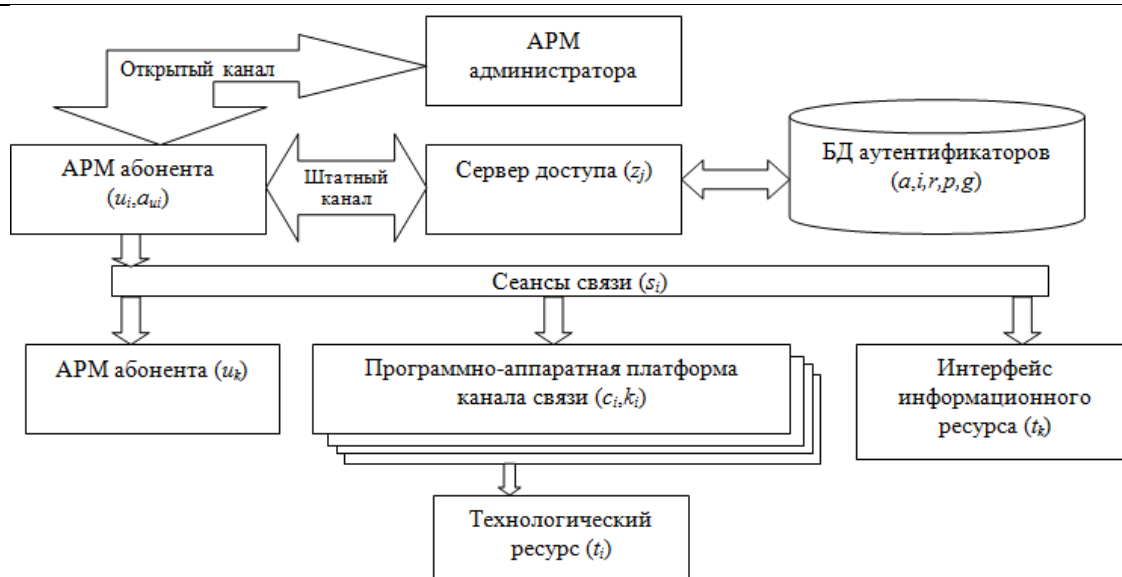 АРМ
администратора
Открытый канал
АРМ абонента
(uᵢ,aᵤᵢ)
Штатный
канал
Сервер доступа (zⱼ)
БД аутентификаторов
(a,i,r,p,g)
Сеансы связи (sᵢ)
АРМ абонента (uₖ)
Программно-аппаратная платформа
канала связи (cᵢ,kᵢ)
Интерфейс
информационного
ресурса (tₖ)
Технологический
ресурс (tᵢ)